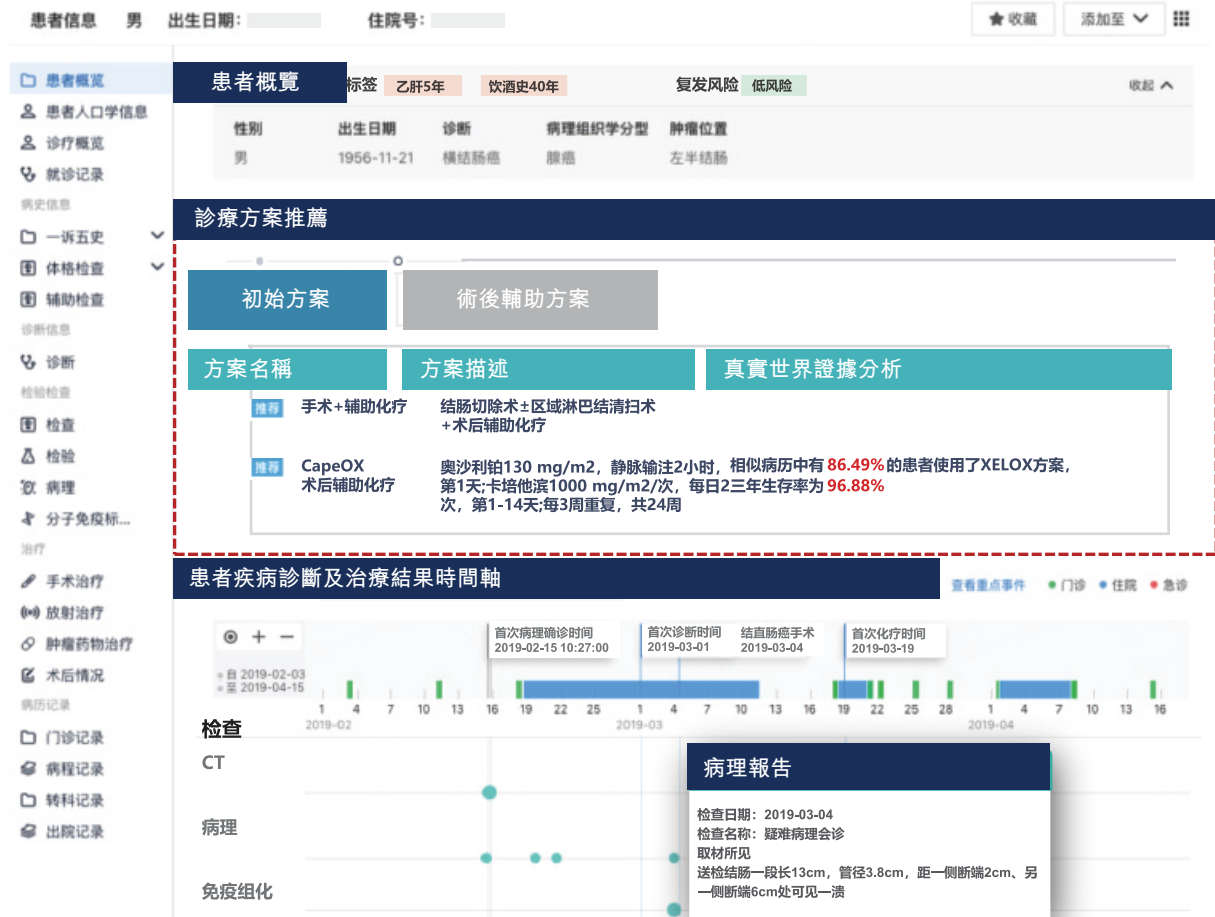 患者信息 男 出生日期: 住院号: 收藏 添加至
患者概览
患者人口学信息
诊疗概览
就诊记录
病史信息
一诉五史
体格检查
辅助检查
诊断信息
诊断
检验检查
检查
检验
病理
分子免疫标...
治疗
手术治疗
放射治疗
肿瘤药物治疗
术后情况
病历记录
门诊记录
病程记录
转科记录
出院记录
患者概覽 标签 乙肝5年 饮酒史40年 复发风险 低风险 收起
性别 出生日期 诊断 病理组织学分型 肿瘤位置
男 1956-11-21 横结肠癌 腺癌 左半结肠
診療方案推薦
初始方案 術後輔助方案
方案名稱 方案描述 真實世界證據分析
推荐 手术+辅助化疗 结肠切除术±区域淋巴结清扫术
+术后辅助化疗
推荐 CapeOX 奥沙利铂130 mg/m2，静脉输注2小时，相似病历中有 86.49% 的患者使用了XELOX方案，
术后辅助化疗 第1天;卡培他滨1000 mg/m2/次，每日2三年生存率为 96.88%
次，第1-14天;每3周重复，共24周
患者疾病診斷及治療結果時間軸 查看重点事件 门诊 住院 急诊
首次病理确诊时间 首次诊断时间 结直肠癌手术 首次化疗时间
2019-02-15 10:27:00 2019-03-01 2019-03-04 2019-03-19
自 2019-02-03
至 2019-04-15
1 4 7 10 13 16 19 22 25 1 4 7 10 13 16 19 22 25 28 1 4 7 10 13 16
2019-02 2019-03 2019-04
检查
CT
病理
免疫组化
病理報告
检查日期：2019-03-04
检查名称：疑难病理会诊
取材所见
送检结肠一段长13cm，管径3.8cm，距一侧断端2cm、另
一侧断端6cm处可见一溃